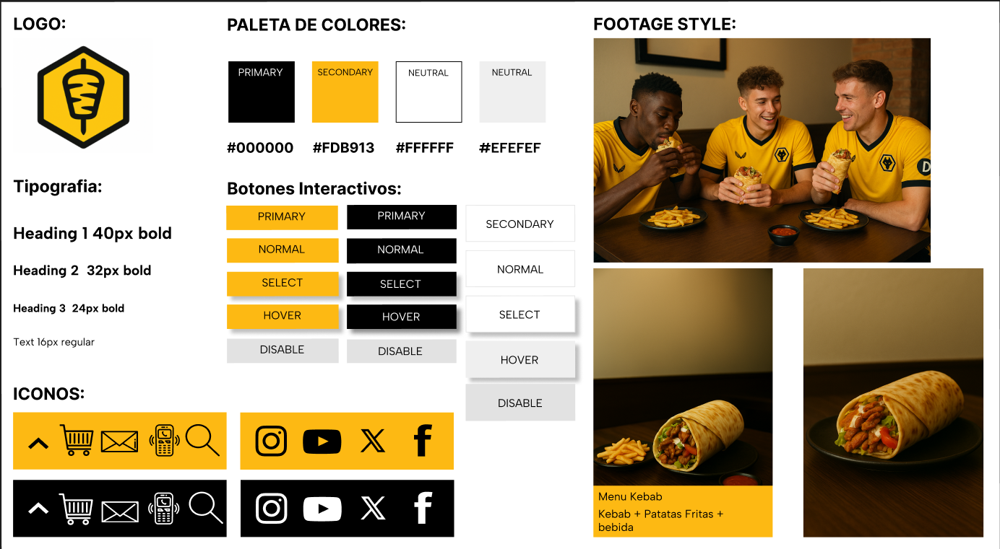 LOGO:
PALETA DE COLORES:
PRIMARY
SECONDARY
NEUTRAL
NEUTRAL
#000000
#FDB913
#FFFFFF
#EFEFEF
Tipografia:
Heading 1 40px bold
Heading 2 32px bold
Heading 3 24px bold
Text 16px regular
Botones Interactivos:
PRIMARY
NORMAL
SELECT
HOVER
DISABLE
PRIMARY
NORMAL
SELECT
HOVER
DISABLE
SECONDARY
NORMAL
SELECT
HOVER
DISABLE
ICONOS:
FOOTAGE STYLE:
D
Menu Kebab
Kebab + Patatas Fritas +
bebida